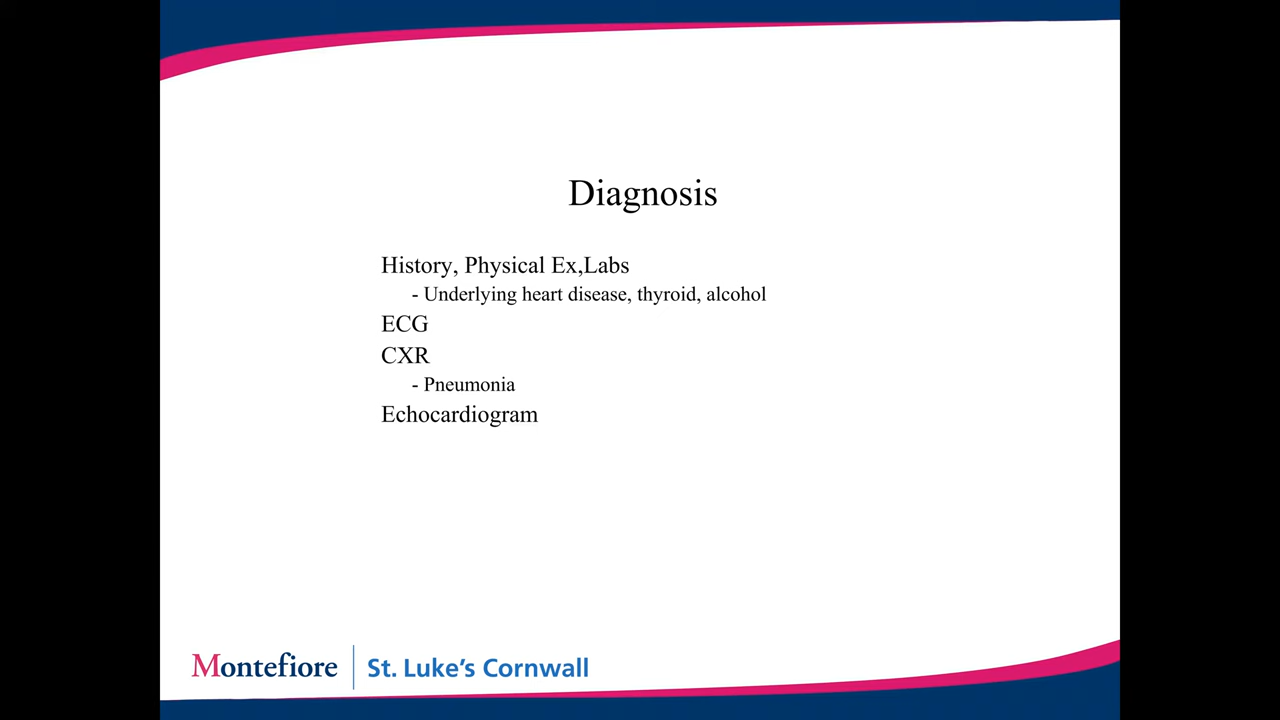 Diagnosis
History, Physical Ex,Labs
- Underlying heart disease, thyroid, alcohol
ECG
CXR
- Pneumonia
Echocardiogram
Montefiore | St. Luke's Cornwall